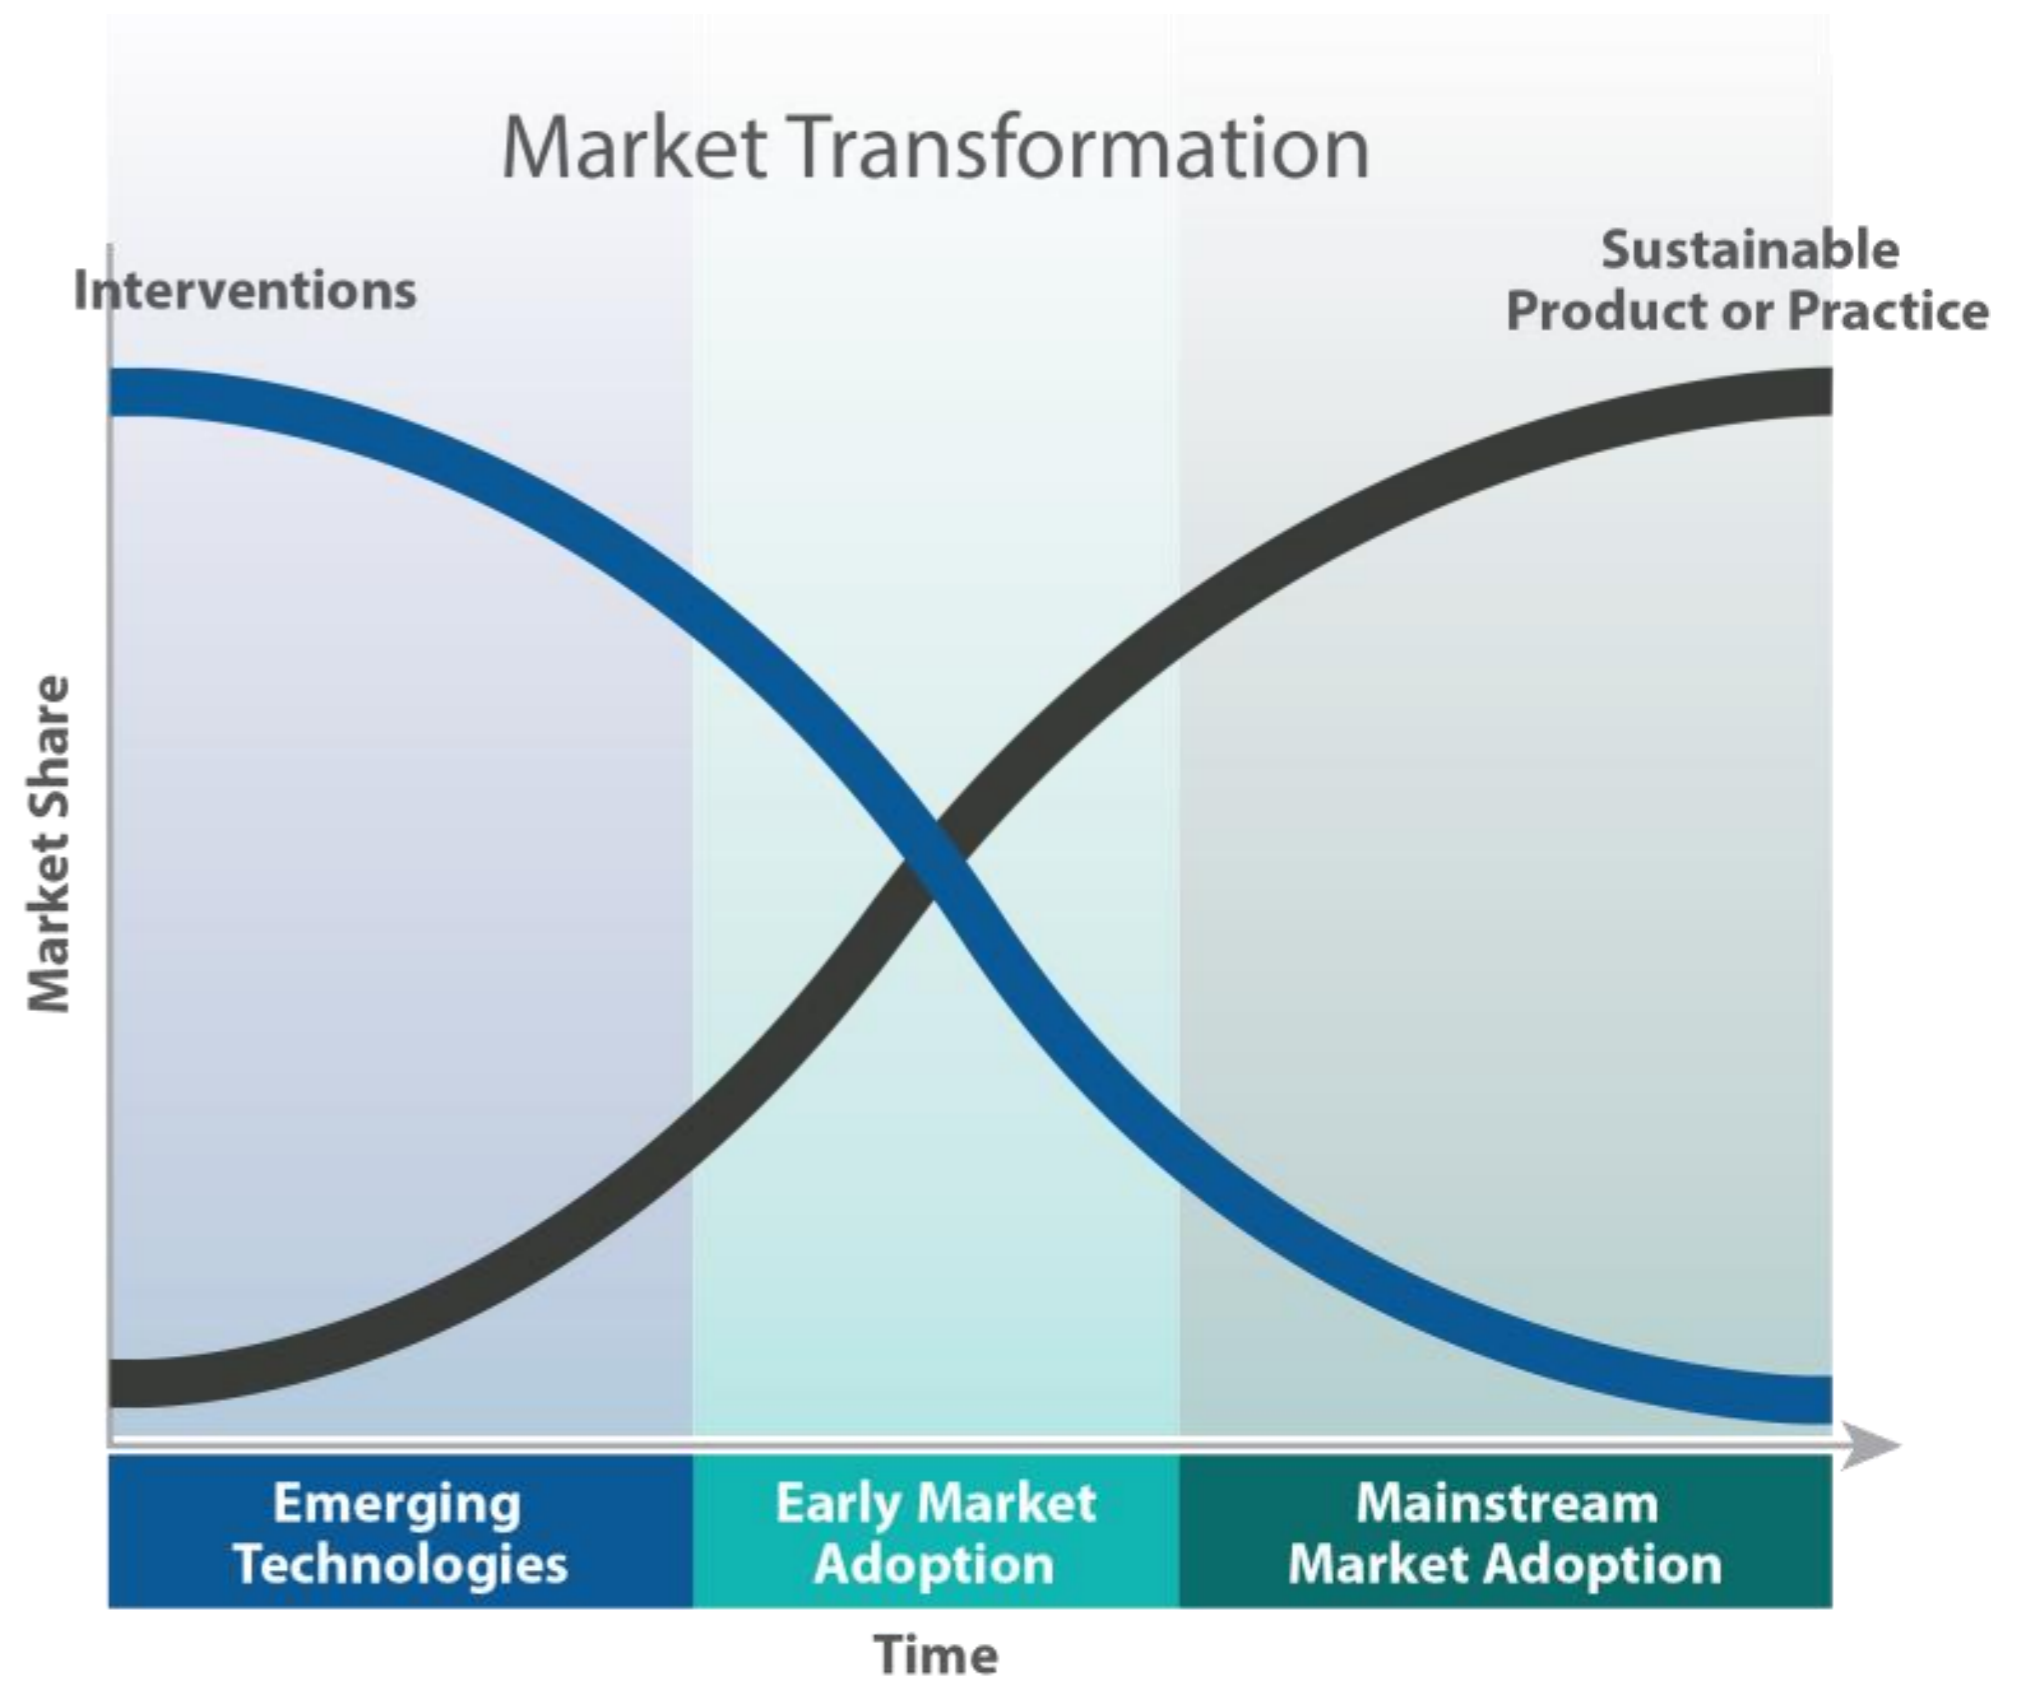 Market Transformation
Interventions
Sustainable
Product or Practice
Market Share
Emerging
Technologies
Early Market
Adoption
Mainstream
Market Adoption
Time